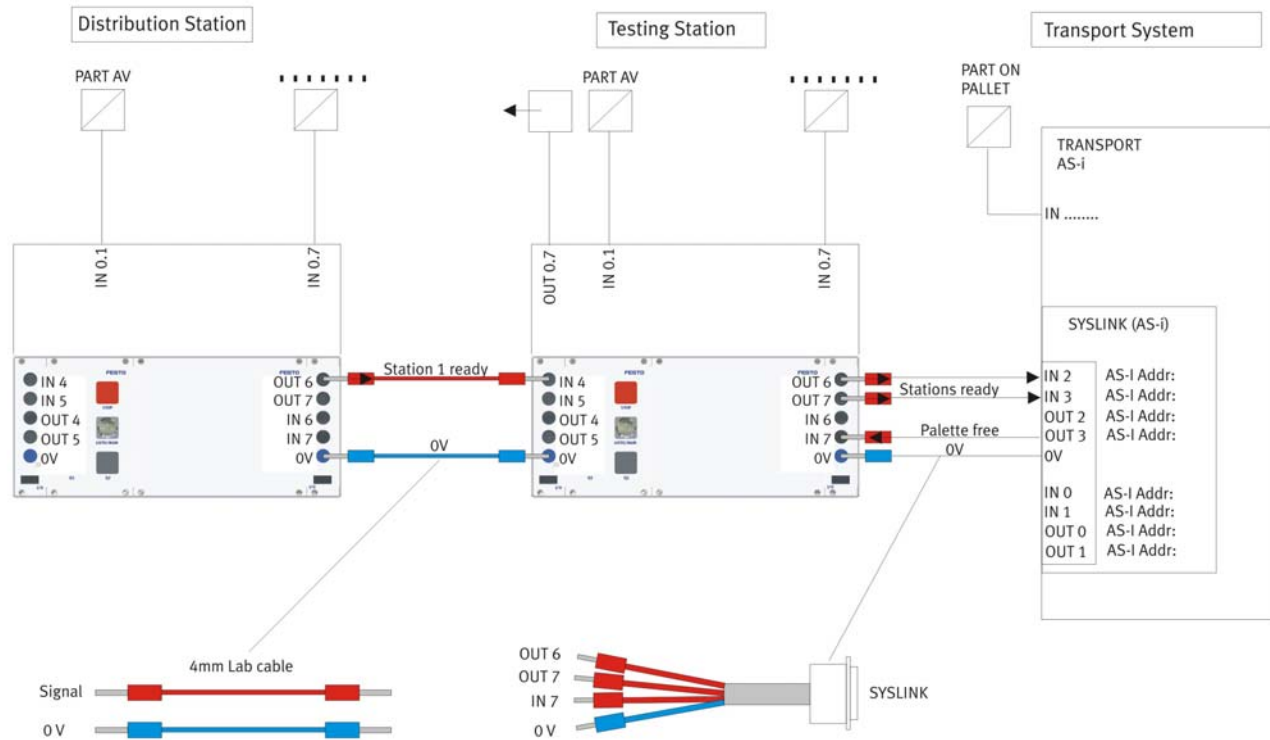 Distribution Station
Testing Station
Transport System
PART AV
PART AV
PART ON
PALLET
TRANSPORT
AS-i
IN ........
IN 0.1
IN 0.7
OUT 0.7
IN 0.1
IN 0.7
SYSLINK (AS-i)
FESTO
IN 4
IN 5
OUT 4
OUT 5
0V
OUT 6
OUT 7
IN 6
IN 7
0V
Station 1 ready
0V
FESTO
IN 4
IN 5
OUT 4
OUT 5
0V
OUT 6
OUT 7
IN 6
IN 7
0V
Stations ready
Palette free
0V
IN 2 AS-I Addr:
IN 3 AS-I Addr:
OUT 2 AS-I Addr:
OUT 3 AS-I Addr:
0V
IN 0 AS-I Addr:
IN 1 AS-I Addr:
OUT 0 AS-I Addr:
OUT 1 AS-I Addr:
4mm Lab cable
Signal
0 V
OUT 6
OUT 7
IN 7
0 V
SYSLINK